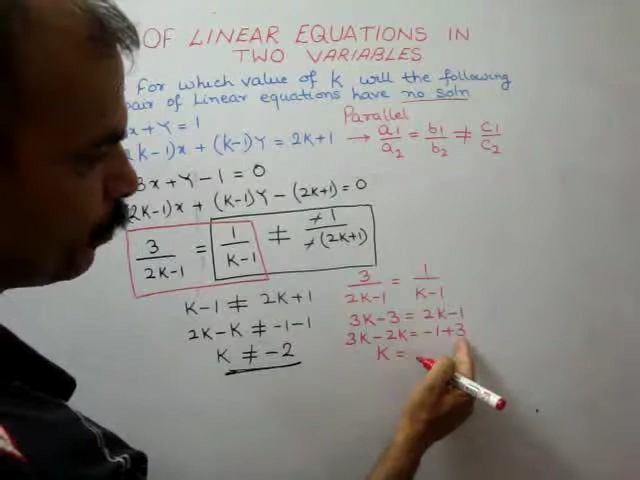 OF LINEAR EQUATIONS IN
TWO VARIABLES
For which value of K will the following
pair of Linear equations have no soln
x + Y = 1
2K-1)x + (K-1)Y = 2K+1
Parallel
→ a1/a2 = b1/b2 ≠ c1/c2
3x + Y - 1 = 0
(2K-1)x + (K-1)Y - (2K+1) = 0
3/2K-1 = 1/K-1 ≠ -1/-(2K+1)
K-1 ≠ 2K+1
2K-K ≠ -1-1
K ≠ -2
3/2K-1 = 1/K-1
3K-3 = 2K-1
3K-2K = -1+3
K =